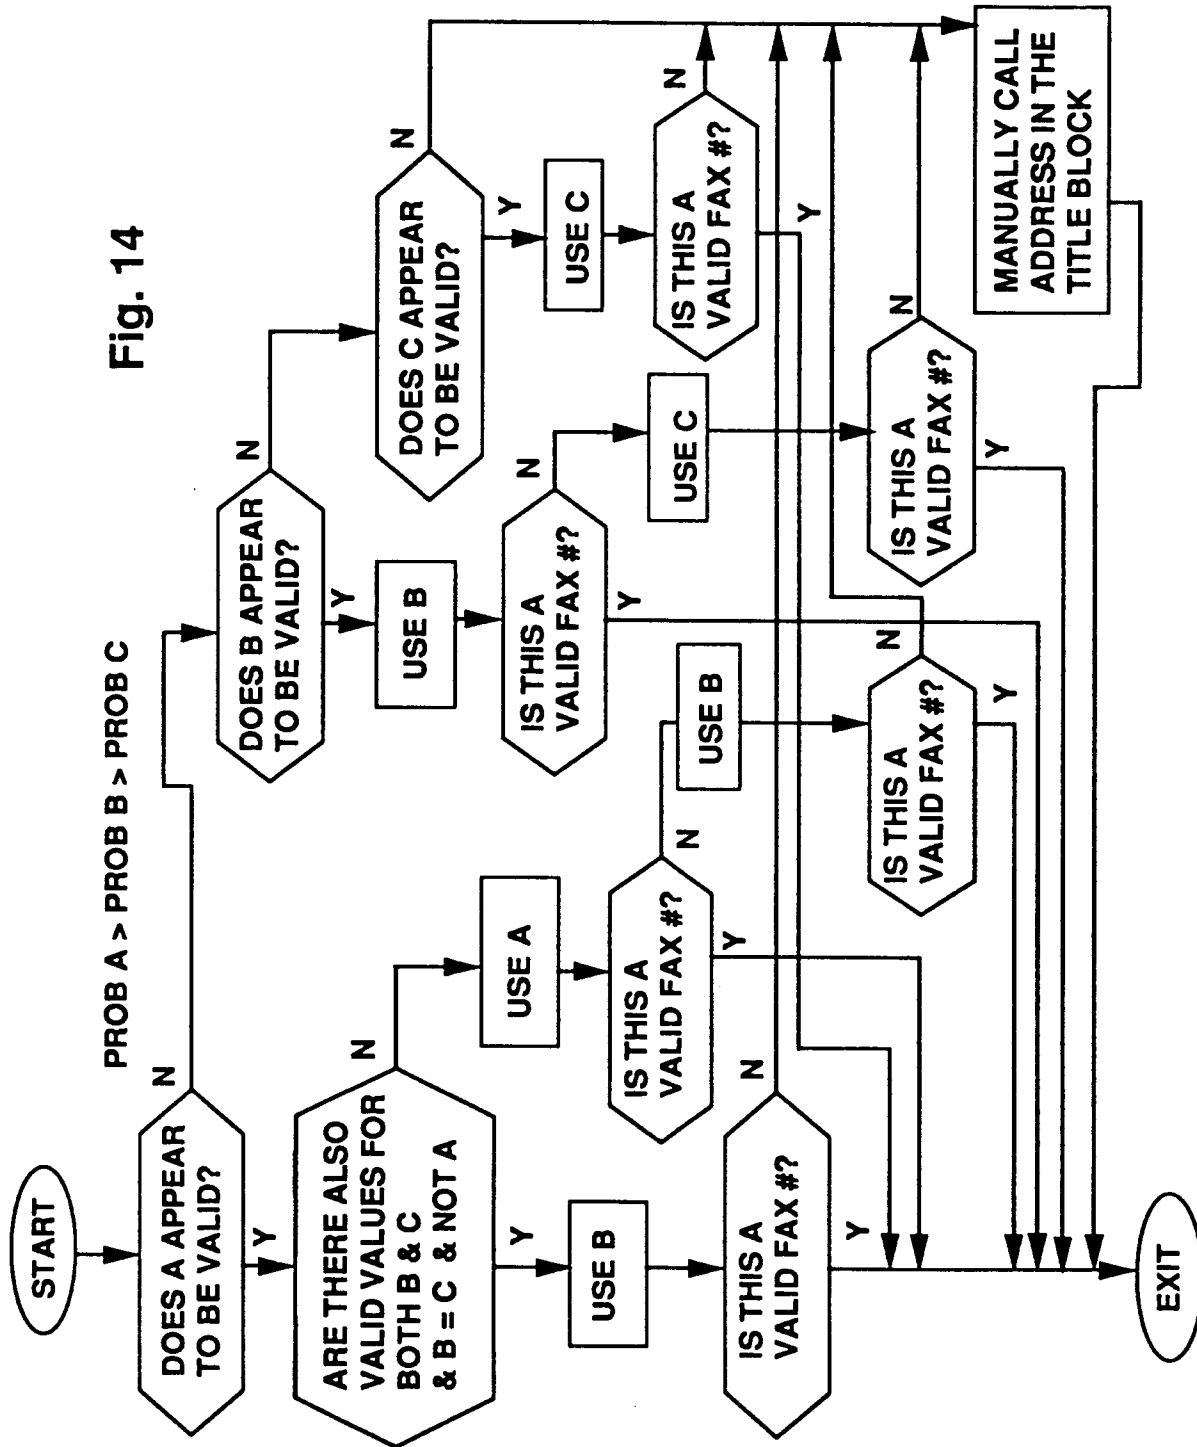 Fig. 14
PROB A > PROB B > PROB C
START
DOES A APPEAR
TO BE VALID?
N
Y
ARE THERE ALSO
VALID VALUES FOR
BOTH B & C
& B = C & NOT A
N
Y
USE B
IS THIS A
VALID FAX #?
N
Y
USE A
IS THIS A
VALID FAX #?
N
Y
USE B
IS THIS A
VALID FAX #?
N
Y
DOES B APPEAR
TO BE VALID?
N
Y
USE B
IS THIS A
VALID FAX #?
N
Y
USE C
IS THIS A
VALID FAX #?
N
Y
DOES C APPEAR
TO BE VALID?
N
Y
USE C
IS THIS A
VALID FAX #?
N
Y
MANUALLY CALL
ADDRESS IN THE
TITLE BLOCK
EXIT